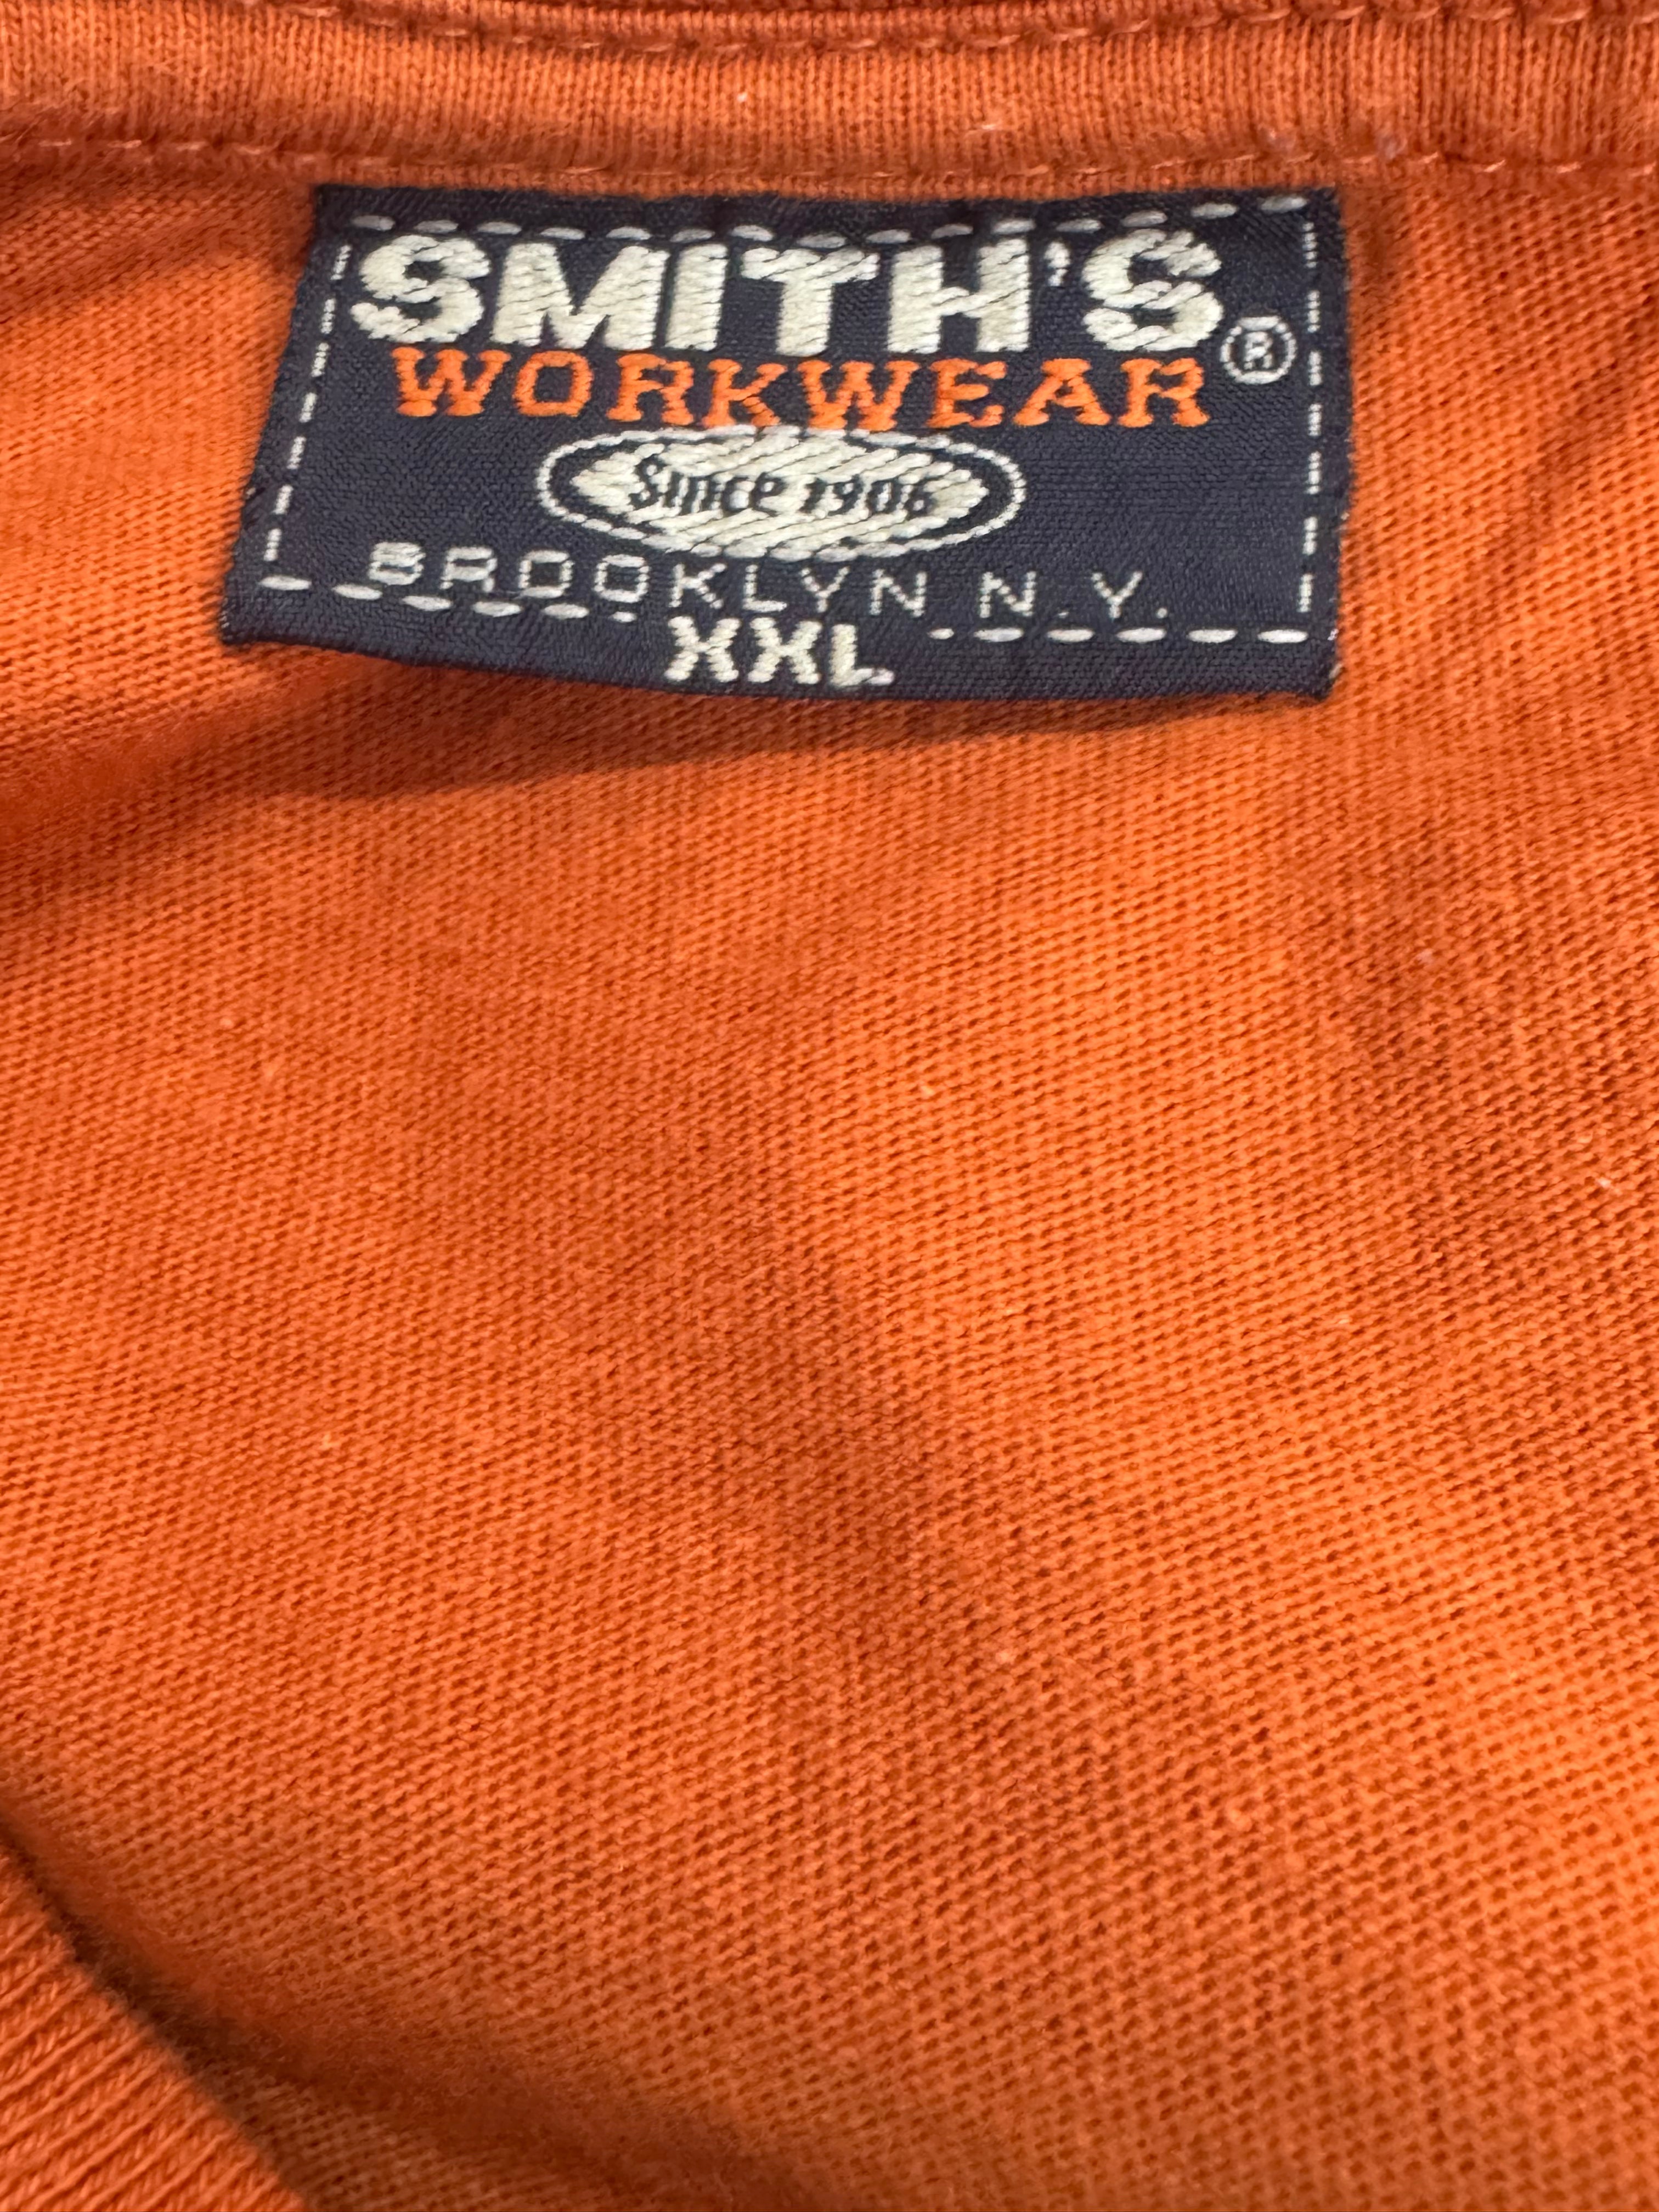 SMITH'S ®
WORKWEAR
Since 1906
BROOKLYN N.Y.
XXL